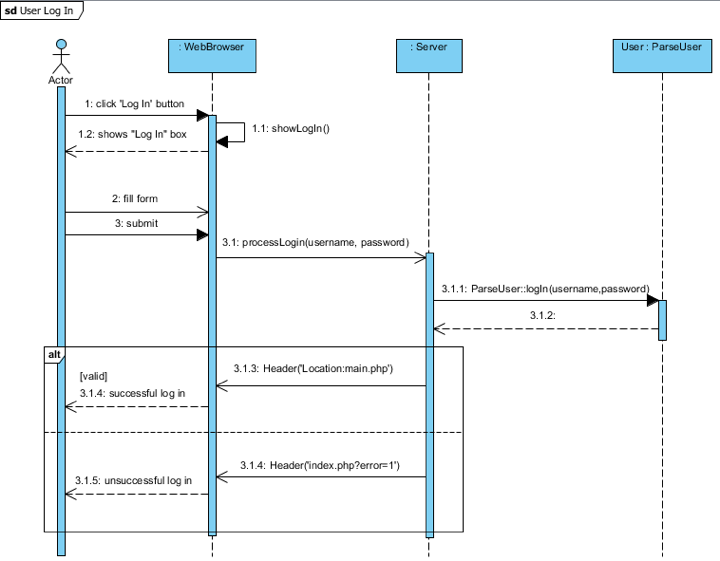 sd User Log In
: WebBrowser
: Server
User : ParseUser
Actor
1: click 'Log In' button
1.1: showLogIn()
1.2: shows "Log In" box
2: fill form
3: submit
3.1: processLogin(username, password)
3.1.1: ParseUser::logIn(username,password)
3.1.2:
alt
[valid]
3.1.3: Header('Location:main.php')
3.1.4: successful log in
3.1.4: Header('index.php?error=1')
3.1.5: unsuccessful log in